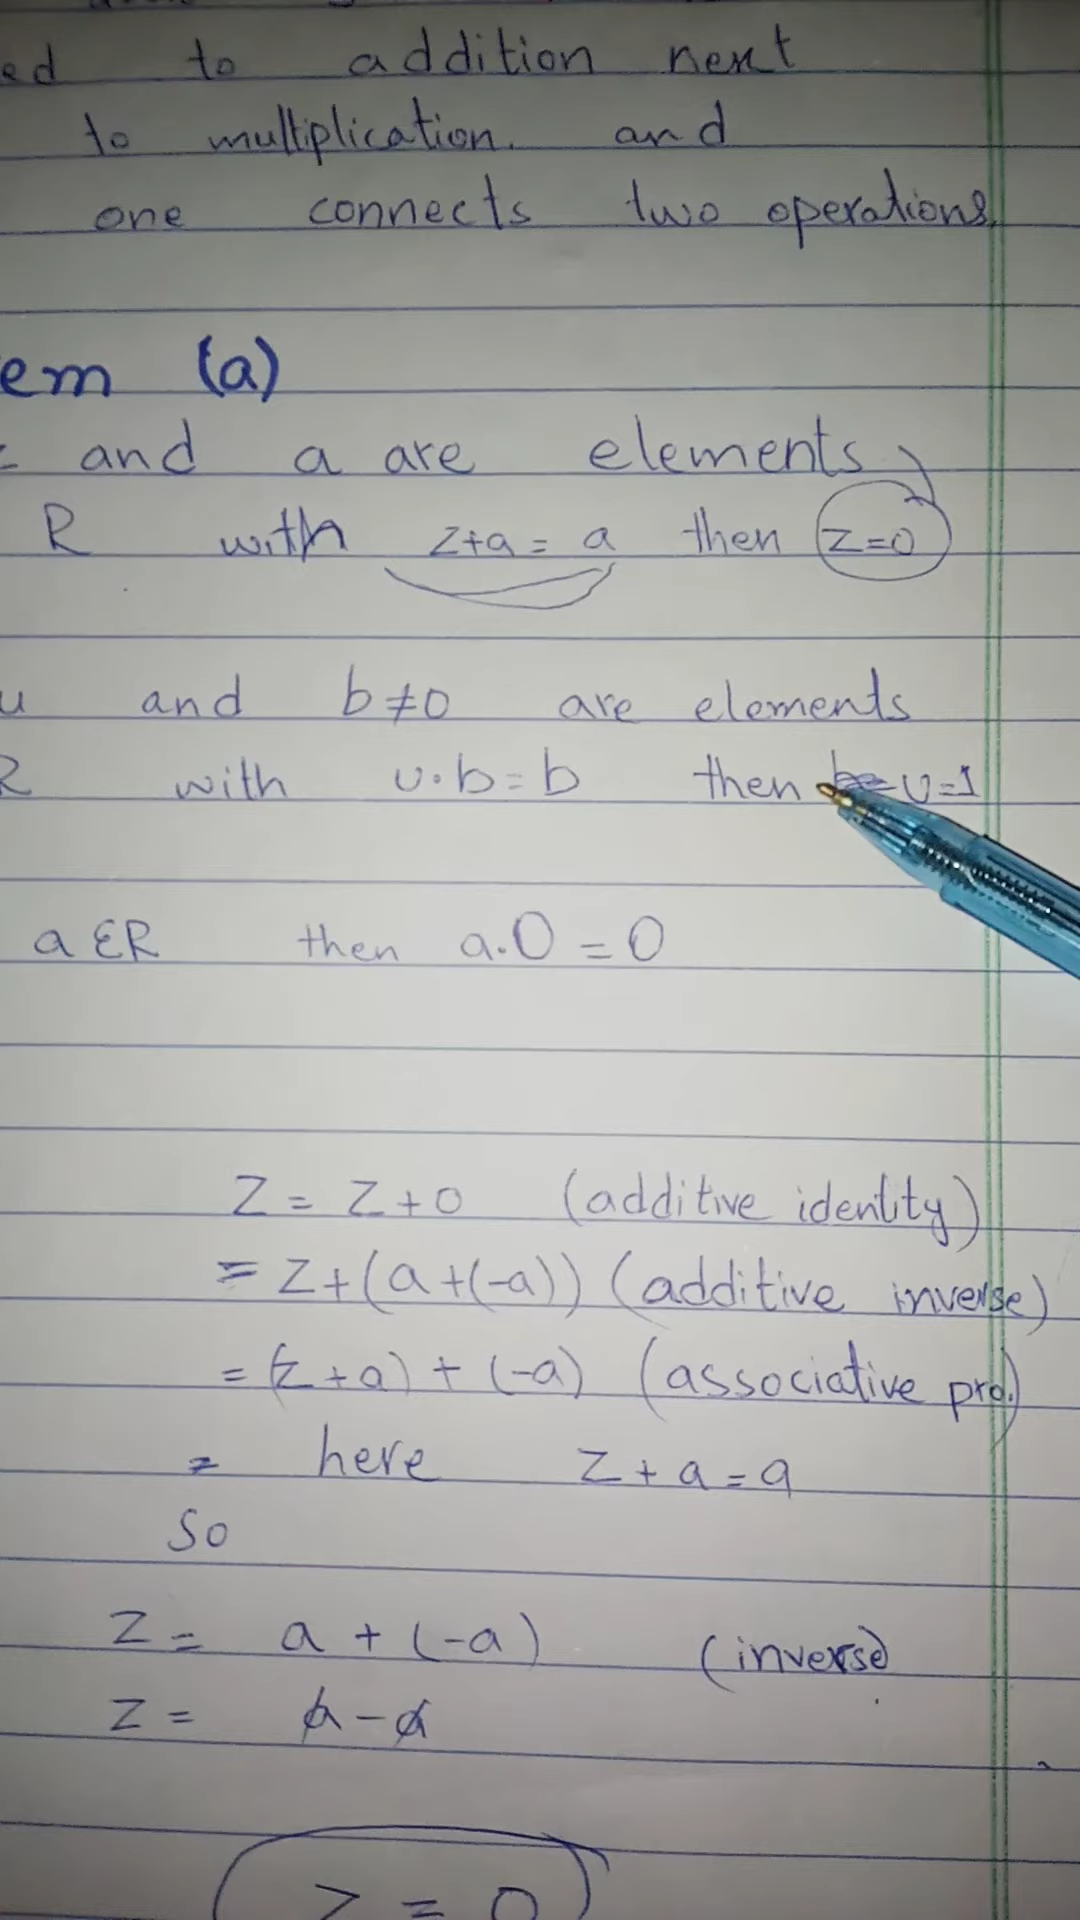 ed to addition next
to multiplication. and
one connects two operations.
em (a)
and a are elements
R with z+a = a then z=0
u and b≠0 are elements
R with u·b=b then u=1
a ∈ R then a·0 = 0
z = z+0 (additive identity)
= z+(a+(-a)) (additive inverse)
= (z+a) + (-a) (associative pro.)
= here z+a=a
So
z = a + (-a) (inverse)
z = a - a
z = 0